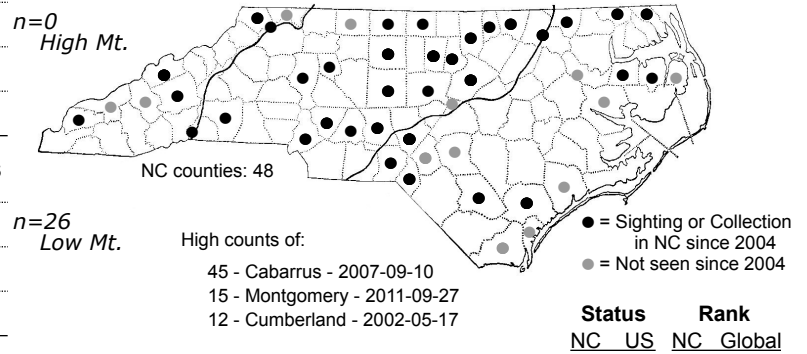 n=0
High Mt.
NC counties: 48
n=26
Low Mt.
High counts of:
45 - Cabarrus - 2007-09-10
15 - Montgomery - 2011-09-27
12 - Cumberland - 2002-05-17
= Sighting or Collection
in NC since 2004
= Not seen since 2004
Status Rank
NC US NC Global